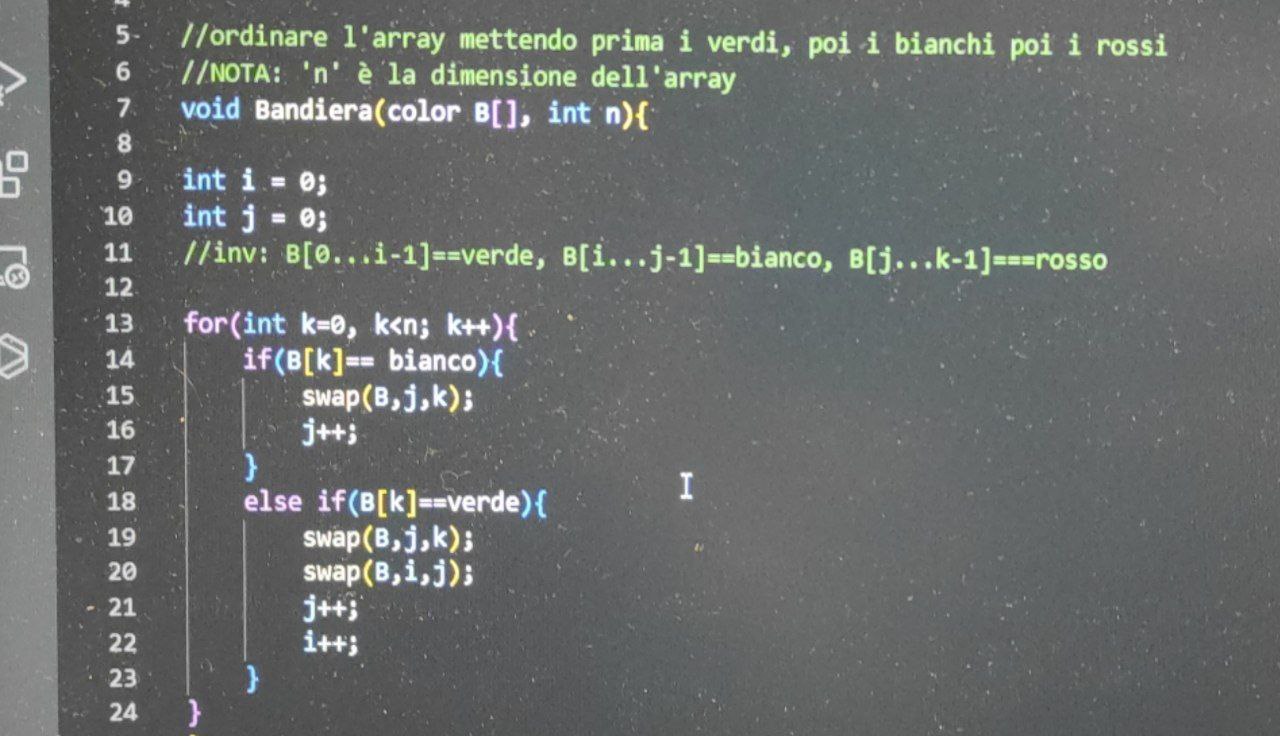 5 //ordinare l'array mettendo prima i verdi, poi i bianchi poi i rossi
6 //NOTA: 'n' è la dimensione dell'array
7 void Bandiera(color B[], int n){
8
9 int i = 0;
10 int j = 0;
11 //inv: B[0...i-1]==verde, B[i...j-1]==bianco, B[j...k-1]===rosso
12
13 for(int k=0, k<n; k++){
14 if(B[k]== bianco){
15 swap(B,j,k);
16 j++;
17 }
18 else if(B[k]==verde){
19 swap(B,j,k);
20 swap(B,i,j);
21 j++;
22 i++;
23 }
24 }